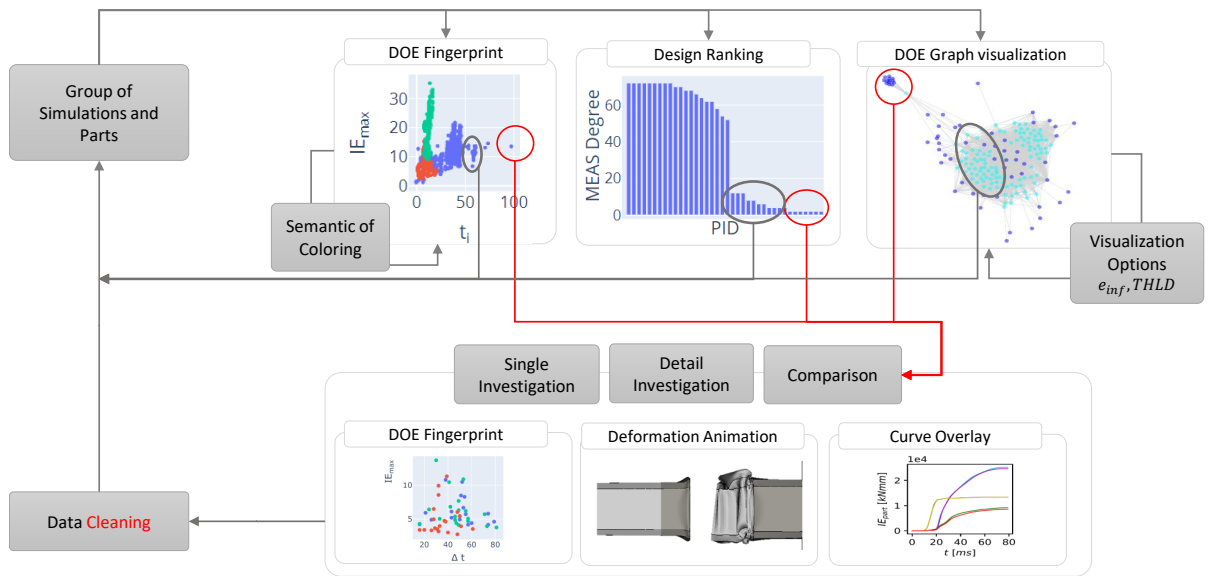 DOE Fingerprint
Design Ranking
DOE Graph visualization
Group of
Simulations and
Parts
IEmax
30
20
10
0
0
50
100
ti
MEAS Degree
60
40
20
0
PID
Semantic of
Coloring
Visualization
Options
e_inf, THLD
Single
Investigation
Detail
Investigation
Comparison
DOE Fingerprint
Deformation Animation
Curve Overlay
IEmax
10
5
20
40
60
80
Δ t
1e4
IEpart [kNmm]
2
1
0
0
20
40
60
80
t [ms]
Data Cleaning